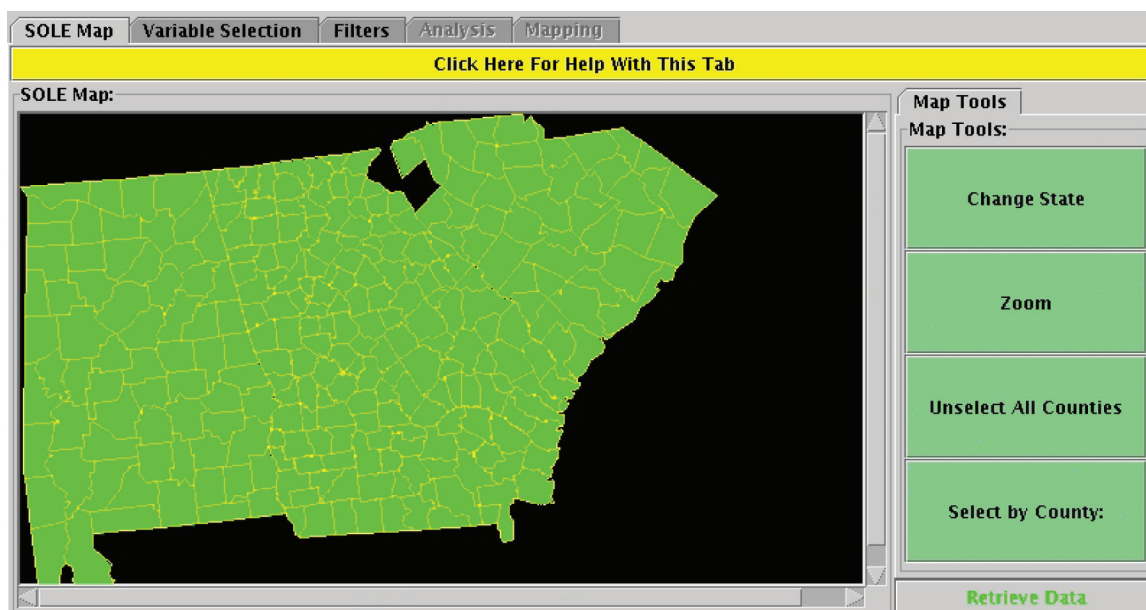 SOLE Map Variable Selection Filters Analysis Mapping
Click Here For Help With This Tab
SOLE Map:
Map Tools
Map Tools:
Change State
Zoom
Unselect All Counties
Select by County:
Retrieve Data